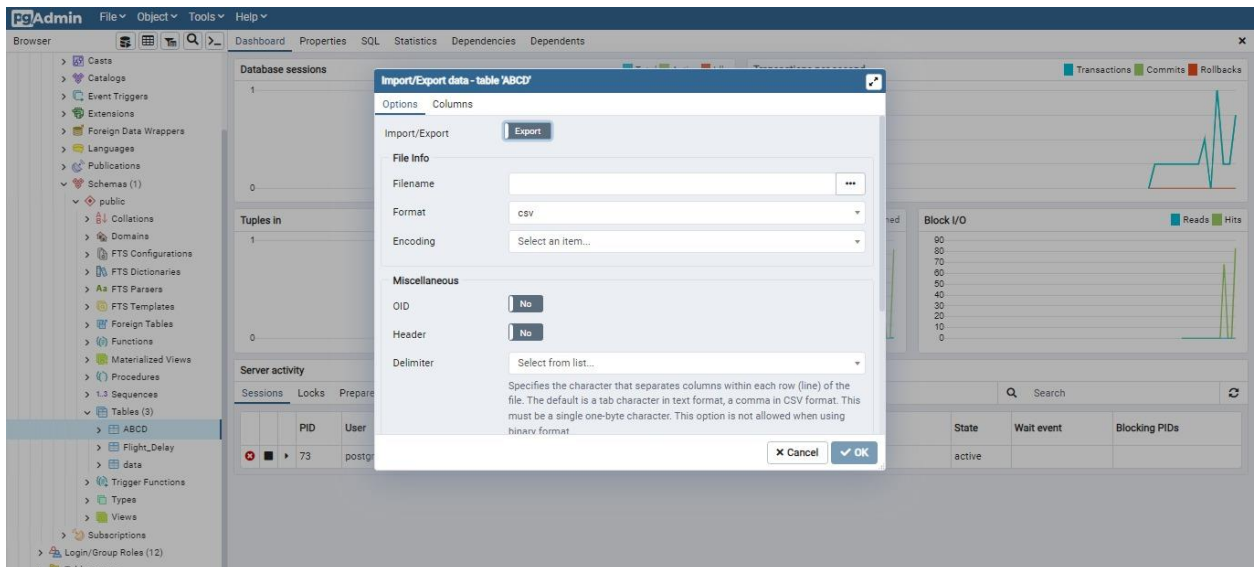 pgAdmin File Object Tools Help
Browser
Dashboard Properties SQL Statistics Dependencies Dependents
Casts
Catalogs
Event Triggers
Extensions
Foreign Data Wrappers
Languages
Publications
Schemas (1)
public
Collations
Domains
FTS Configurations
FTS Dictionaries
Aa FTS Parsers
FTS Templates
Foreign Tables
Functions
Materialized Views
Procedures
1..3 Sequences
Tables (3)
ABCD
Flight_Delay
data
Trigger Functions
Types
Views
Subscriptions
Login/Group Roles (12)
Database sessions
1
0
Transactions Commits Rollbacks
Tuples in
1
0
Block I/O
Reads Hits
90
80
70
60
50
40
30
20
10
0
Server activity
Sessions Locks Prepare
Search
PID User
State Wait event Blocking PIDs
73 postgr
active
Import/Export data - table 'ABCD'
Options Columns
Import/Export Export
File Info
Filename
Format csv
Encoding Select an item...
Miscellaneous
OID No
Header No
Delimiter Select from list...
Specifies the character that separates columns within each row (line) of the
file. The default is a tab character in text format, a comma in CSV format. This
must be a single one-byte character. This option is not allowed when using
binary format.
Cancel OK